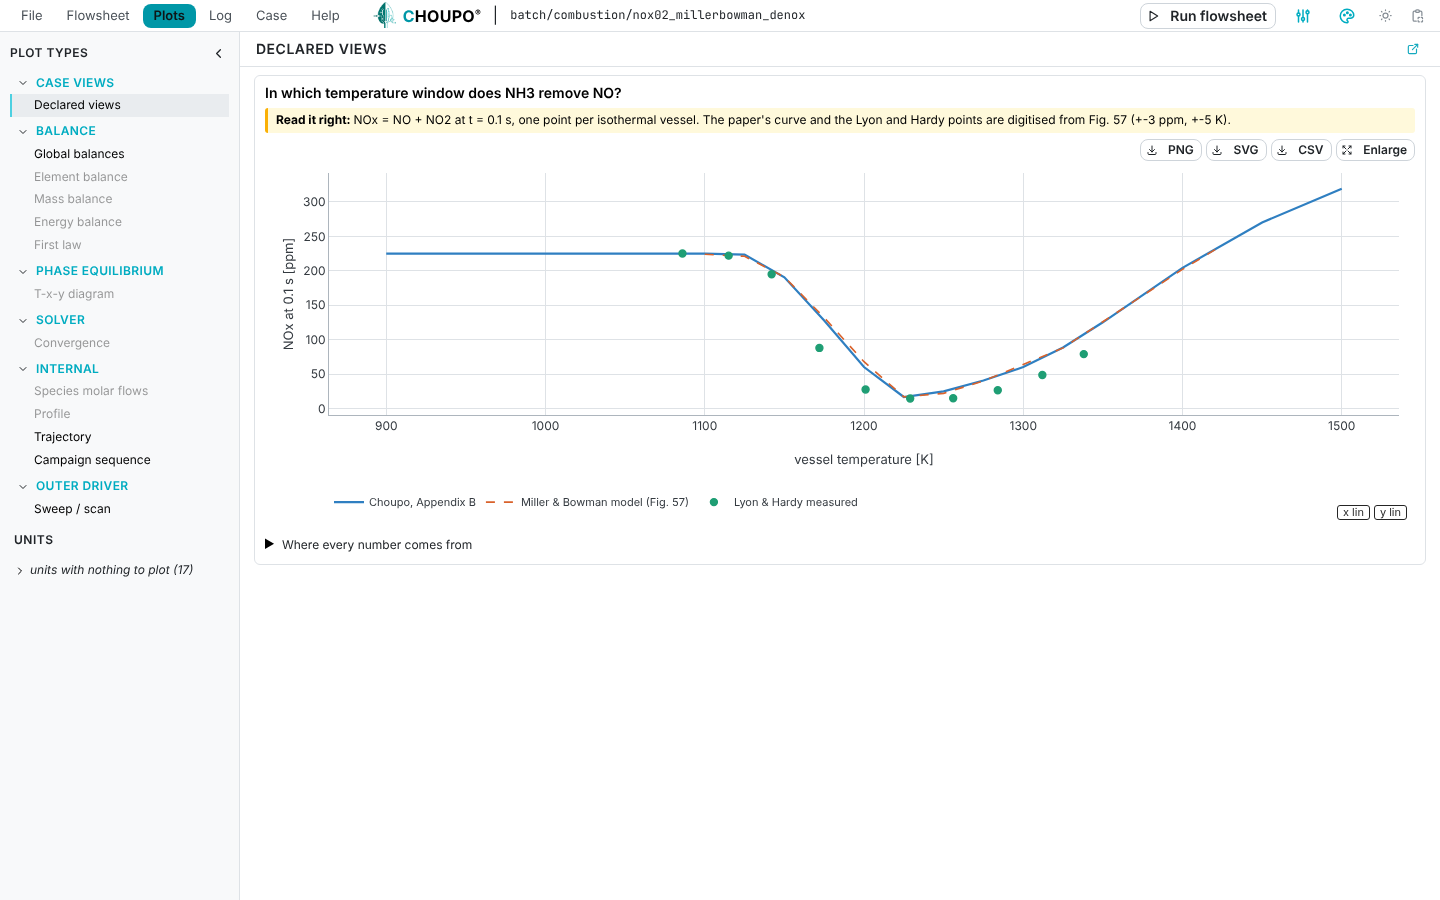 File Flowsheet Plots Log Case Help CHOUPO® batch/combustion/nox02_millerbowman_denox Run flowsheet
PLOT TYPES
CASE VIEWS
Declared views
BALANCE
Global balances
Element balance
Mass balance
Energy balance
First law
PHASE EQUILIBRIUM
T-x-y diagram
SOLVER
Convergence
INTERNAL
Species molar flows
Profile
Trajectory
Campaign sequence
OUTER DRIVER
Sweep / scan
UNITS
units with nothing to plot (17)
DECLARED VIEWS
In which temperature window does NH3 remove NO?
Read it right: NOx = NO + NO2 at t = 0.1 s, one point per isothermal vessel. The paper's curve and the Lyon and Hardy points are digitised from Fig. 57 (+-3 ppm, +-5 K).
PNG SVG CSV Enlarge
NOx at 0.1 s [ppm]
300
250
200
150
100
50
0
900 1000 1100 1200 1300 1400 1500
vessel temperature [K]
Choupo, Appendix B Miller & Bowman model (Fig. 57) Lyon & Hardy measured
x lin y lin
Where every number comes from